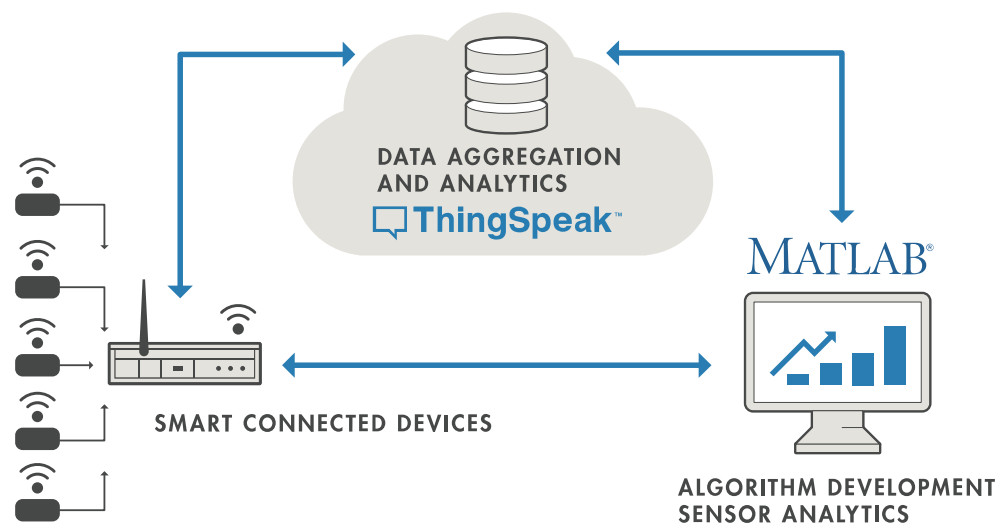 DATA AGGREGATION
AND ANALYTICS
ThingSpeak™
MATLAB®
SMART CONNECTED DEVICES
ALGORITHM DEVELOPMENT
SENSOR ANALYTICS